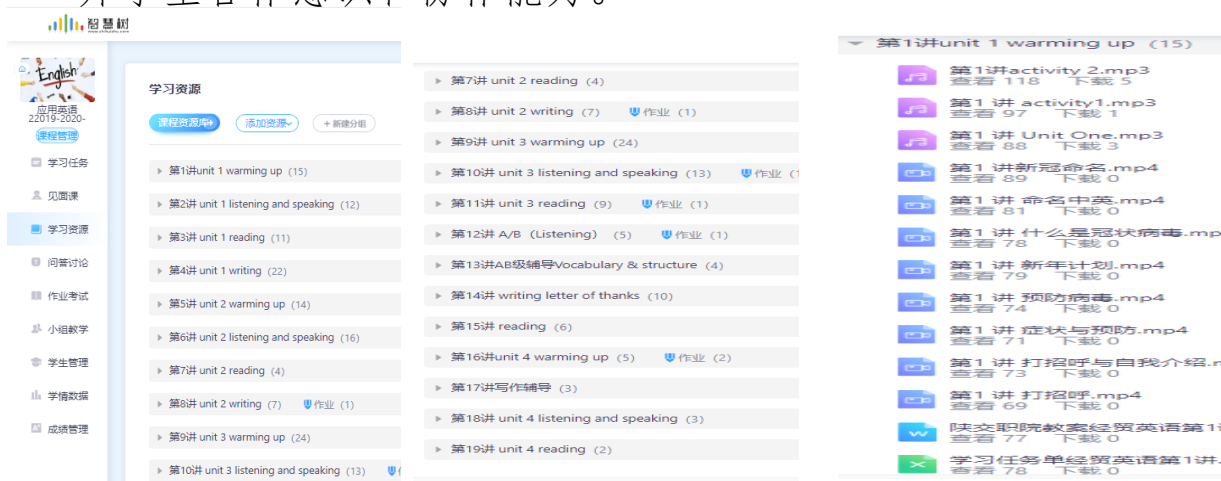 智慧树
www.zhihuishu.com
English
应用英语
22019-2020-
课程管理
学习任务
见面课
学习资源
问答讨论
作业考试
小组教学
学生管理
学情数据
成绩管理
学习资源
课程资源库
添加资源
+ 新建分组
第1讲unit 1 warming up (15)
第2讲 unit 1 listening and speaking (12)
第3讲 unit 1 reading (11)
第4讲 unit 1 writing (22)
第5讲 unit 2 warming up (14)
第6讲 unit 2 listening and speaking (16)
第7讲 unit 2 reading (4)
第8讲 unit 2 writing (7) 作业 (1)
第9讲 unit 3 warming up (24)
第10讲 unit 3 listening and speaking (13)
第7讲 unit 2 reading (4)
第8讲 unit 2 writing (7) 作业 (1)
第9讲 unit 3 warming up (24)
第10讲 unit 3 listening and speaking (13) 作业 (1
第11讲 unit 3 reading (9) 作业 (1)
第12讲 A/B (Listening) (5) 作业 (1)
第13讲AB级辅导Vocabulary & structure (4)
第14讲 writing letter of thanks (10)
第15讲 reading (6)
第16讲unit 4 warming up (5) 作业 (2)
第17讲写作辅导 (3)
第18讲 unit 4 listening and speaking (3)
第19讲 unit 4 reading (2)
第1讲unit 1 warming up (15)
第1讲activity 2.mp3
查看 118 下载 5
第1 讲 activity1.mp3
查看 97 下载 1
第1 讲 Unit One.mp3
查看 88 下载 3
第1 讲新冠命名.mp4
查看 89 下载 0
第1 讲 命名中英.mp4
查看 81 下载 0
第1 讲 什么是冠状病毒.mp
查看 78 下载 0
第1 讲 新年计划.mp4
查看 79 下载 0
第1 讲 预防病毒.mp4
查看 74 下载 0
第1 讲 症状与预防.mp4
查看 71 下载 0
第1 讲 打招呼与自我介绍.
查看 73 下载 0
第1 讲 打招呼.mp4
查看 69 下载 0
陕交职院教案经贸英语第1
查看 77 下载 0
学习任务单经贸英语第1讲.
查看 78 下载 0